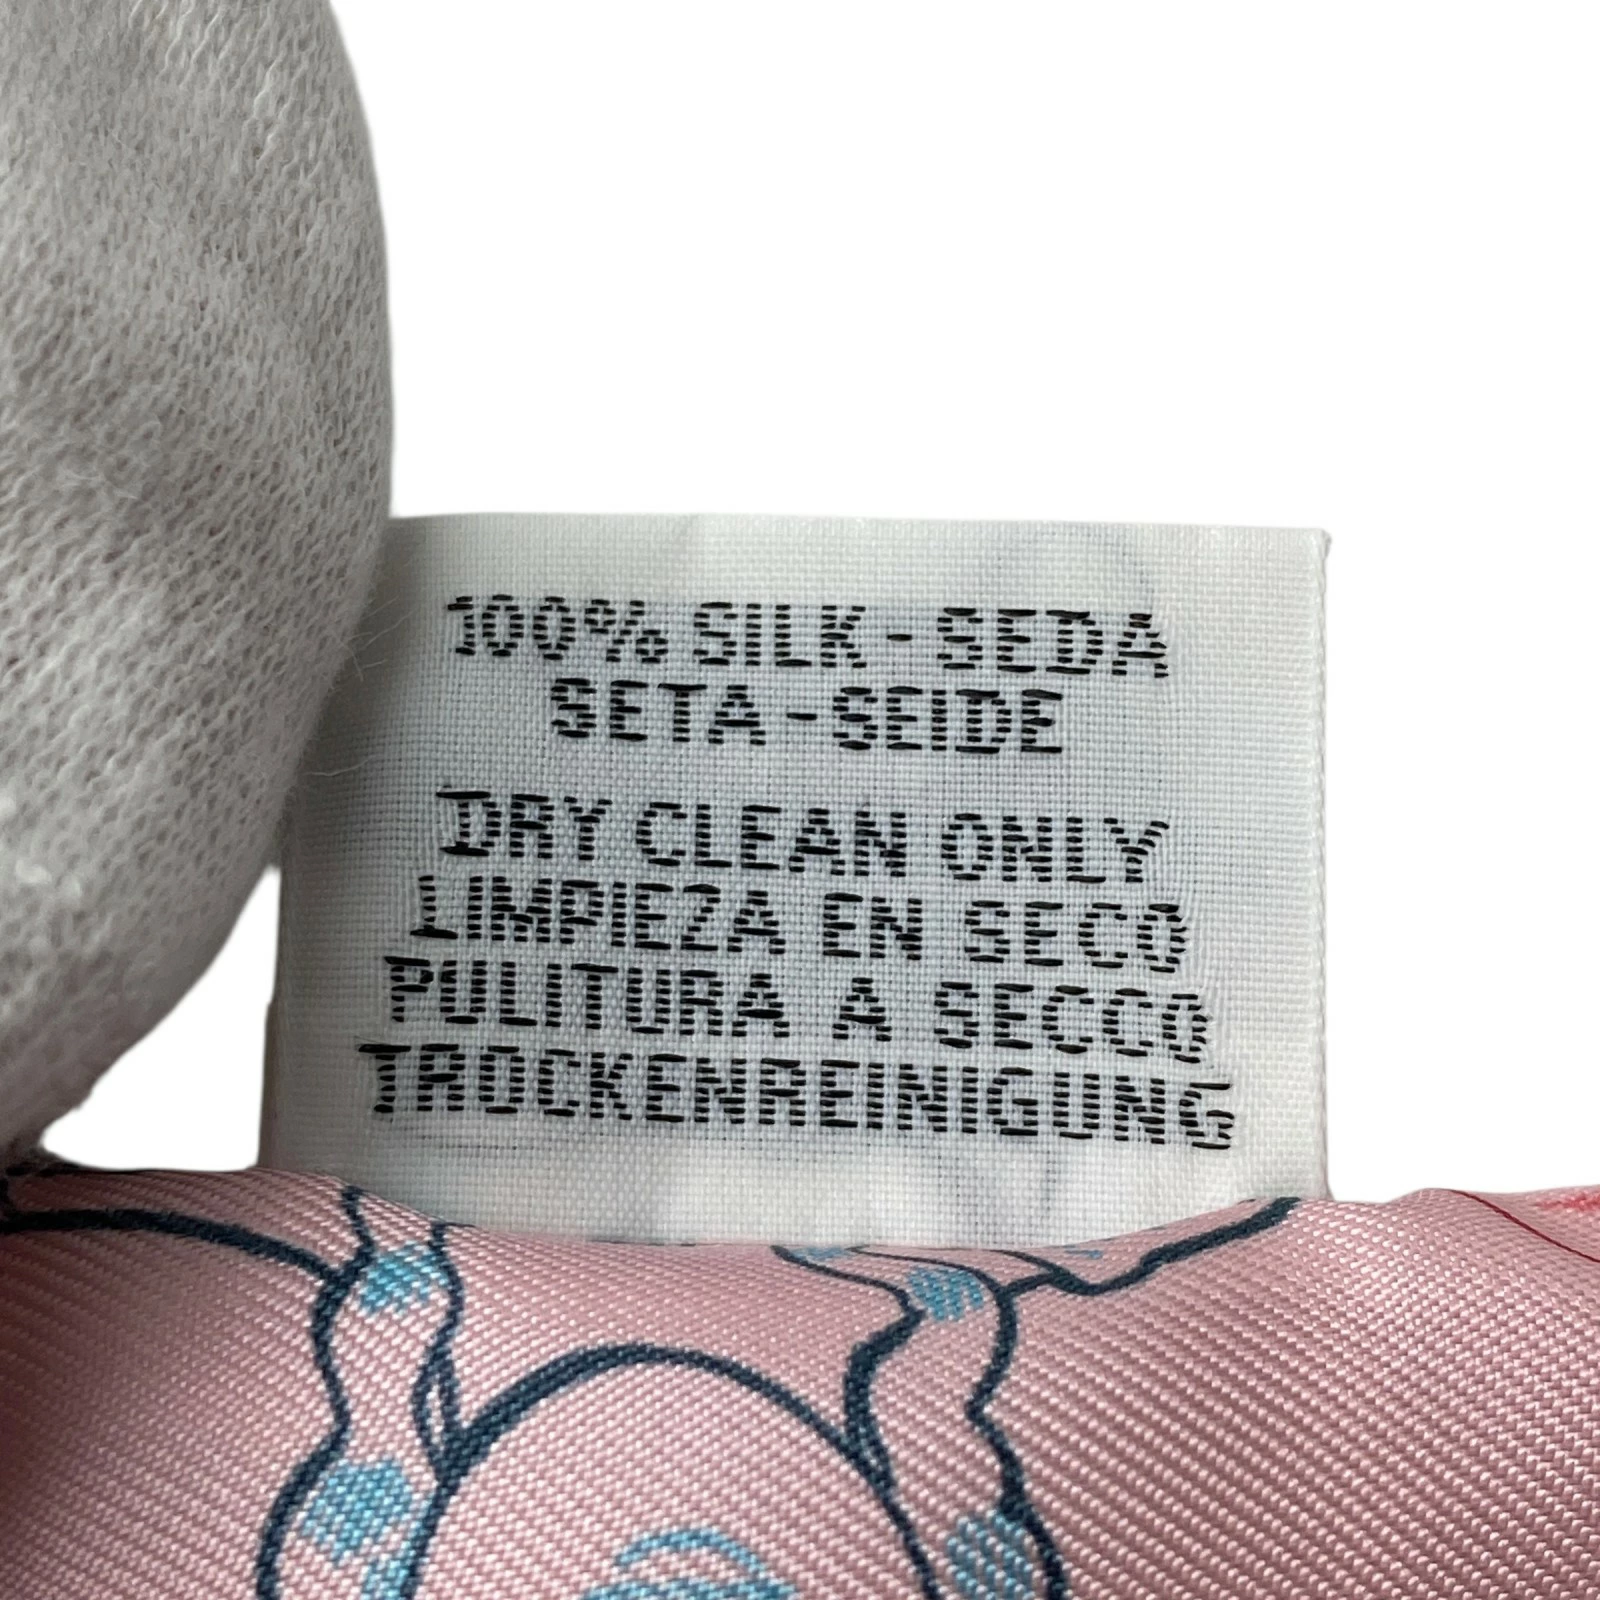 100% SILK - SEDA
SETA - SEIDE
DRY CLEAN ONLY
LIMPIEZA EN SECO
PULITURA A SECCO
TROCKENREINIGUNG